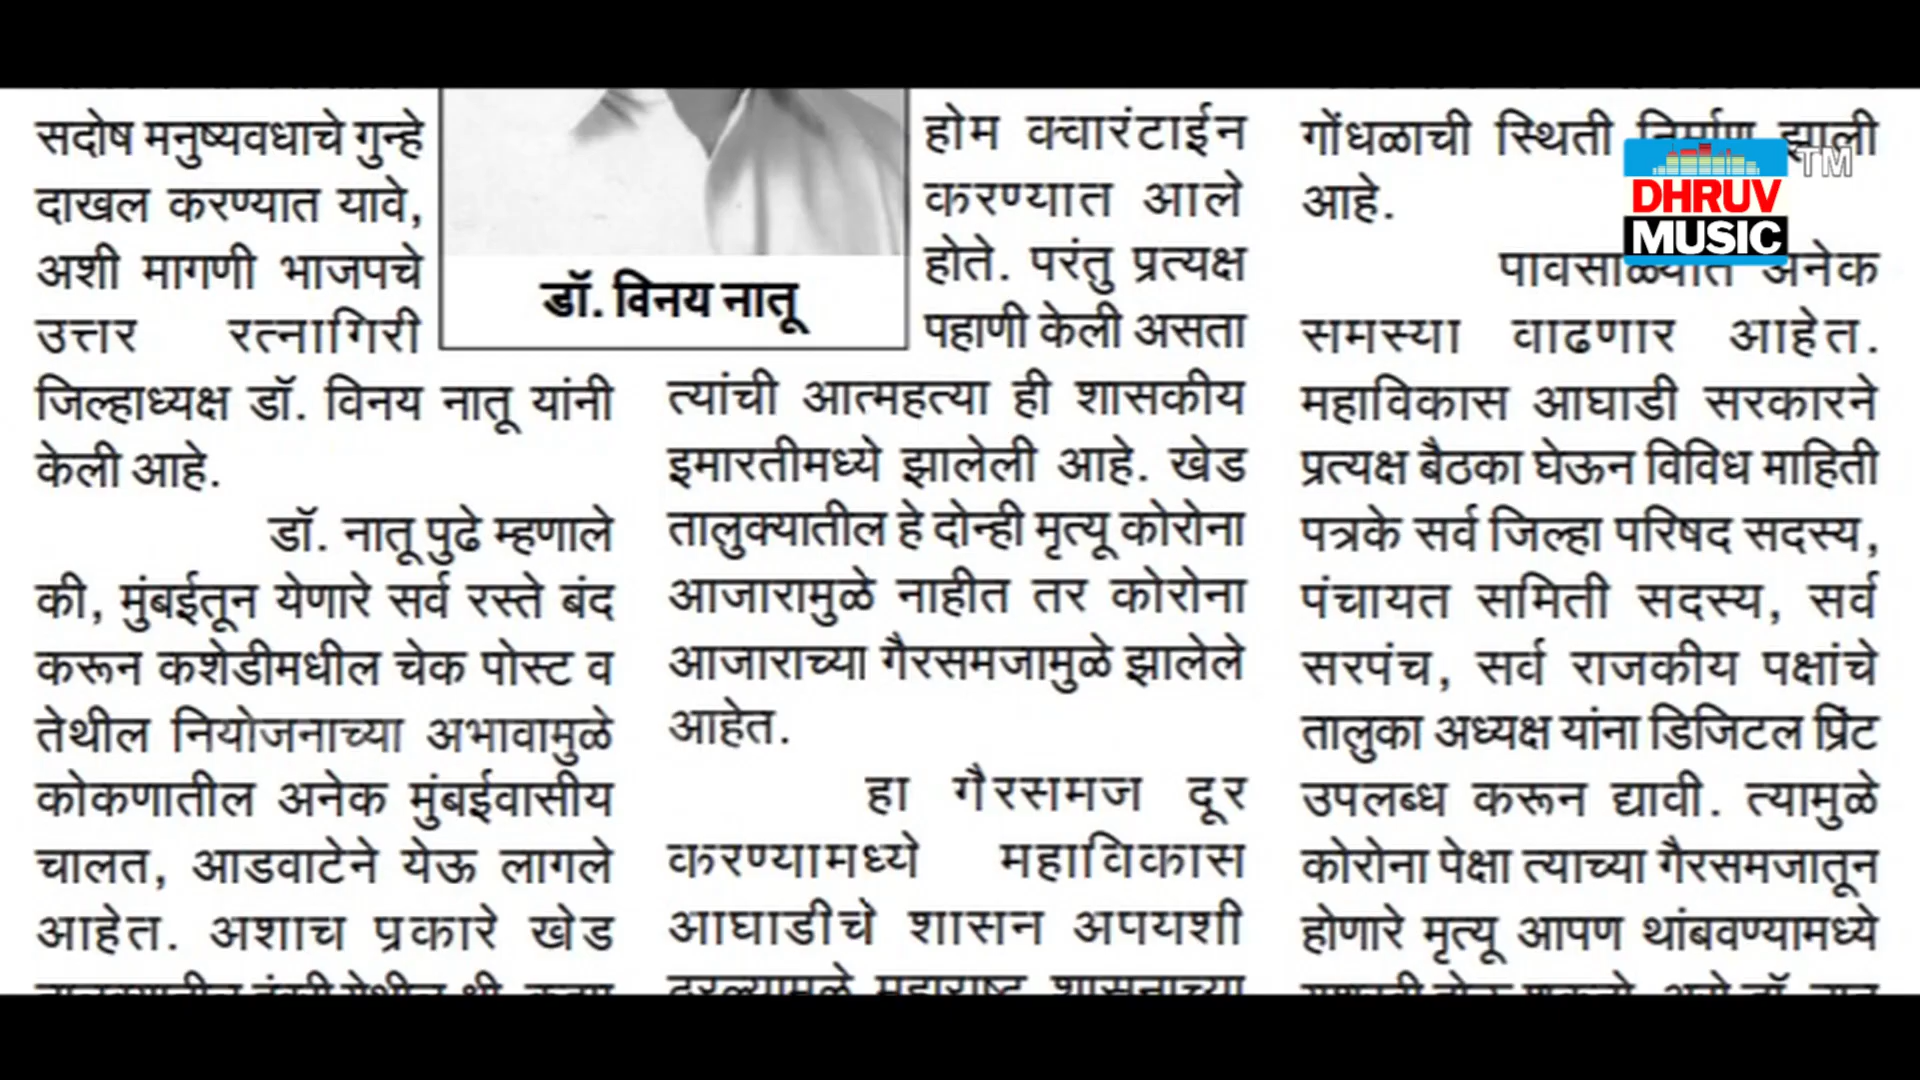 सदोष मनुष्यवधाचे गुन्हे
दाखल करण्यात यावे,
अशी मागणी भाजपचे
उत्तर रत्नागिरी
जिल्हाध्यक्ष डॉ. विनय नातू यांनी
केली आहे.
डॉ. नातू पुढे म्हणाले
की, मुंबईतून येणारे सर्व रस्ते बंद
करून कशेडीमधील चेक पोस्ट व
तेथील नियोजनाच्या अभावामुळे
कोकणातील अनेक मुंबईवासीय
चालत, आडवाटेने येऊ लागले
आहेत. अशाच प्रकारे खेड
डॉ. विनय नातू
होम क्वारंटाईन
करण्यात आले
होते. परंतु प्रत्यक्ष
पहाणी केली असता
त्यांची आत्महत्या ही शासकीय
इमारतीमध्ये झालेली आहे. खेड
तालुक्यातील हे दोन्ही मृत्यू कोरोना
आजारामुळे नाहीत तर कोरोना
आजाराच्या गैरसमजामुळे झालेले
आहेत.
हा गैरसमज दूर
करण्यामध्ये महाविकास
आघाडीचे शासन अपयशी
गोंधळाची स्थिती निर्माण झाली
आहे.
पावसाळ्यात अनेक
समस्या वाढणार आहेत.
महाविकास आघाडी सरकारने
प्रत्यक्ष बैठका घेऊन विविध माहिती
पत्रके सर्व जिल्हा परिषद सदस्य,
पंचायत समिती सदस्य, सर्व
सरपंच, सर्व राजकीय पक्षांचे
तालुका अध्यक्ष यांना डिजिटल प्रिंट
उपलब्ध करून द्यावी. त्यामुळे
कोरोना पेक्षा त्याच्या गैरसमजातून
होणारे मृत्यू आपण थांबवण्यामध्ये
DHRUV
MUSIC
TM